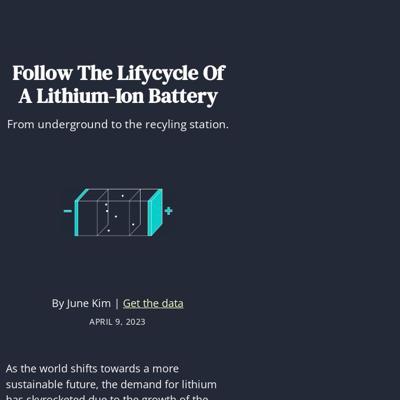 Follow The Lifycycle Of
A Lithium-Ion Battery
From underground to the recyling station.
− +
By June Kim | Get the data
APRIL 9, 2023
As the world shifts towards a more
sustainable future, the demand for lithium
has skyrocketed due to the growth of the